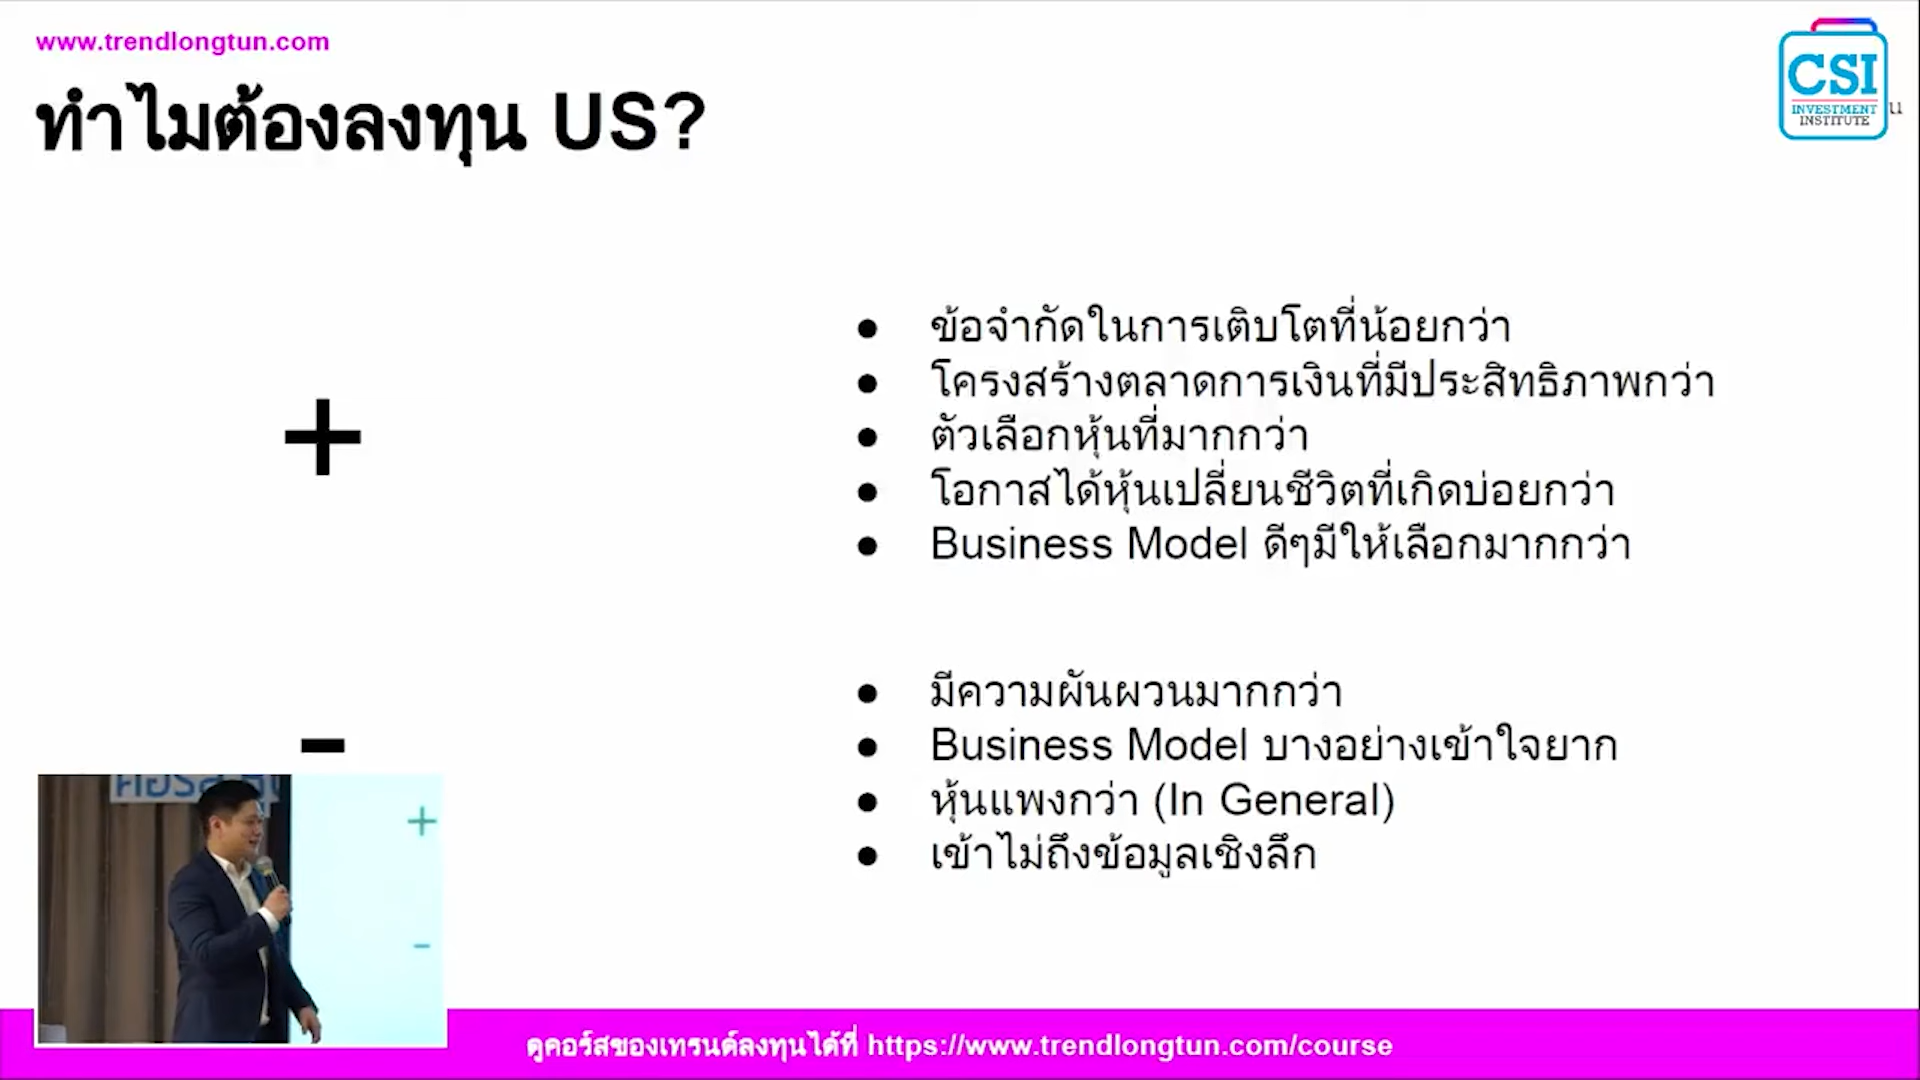 www.trendlongtun.com
CSI
INVESTMENT
INSTITUTE
ทำไมต้องลงทุน US?
+
● ข้อจำกัดในการเติบโตที่น้อยกว่า
● โครงสร้างตลาดการเงินที่มีประสิทธิภาพกว่า
● ตัวเลือกหุ้นที่มากกว่า
● โอกาสได้หุ้นเปลี่ยนชีวิตที่เกิดบ่อยกว่า
● Business Model ดีๆมีให้เลือกมากกว่า
-
● มีความผันผวนมากกว่า
● Business Model บางอย่างเข้าใจยาก
● หุ้นแพงกว่า (In General)
● เข้าไม่ถึงข้อมูลเชิงลึก
+
-
ดูคอร์สของเทรนด์ลงทุนได้ที่ https://www.trendlongtun.com/course